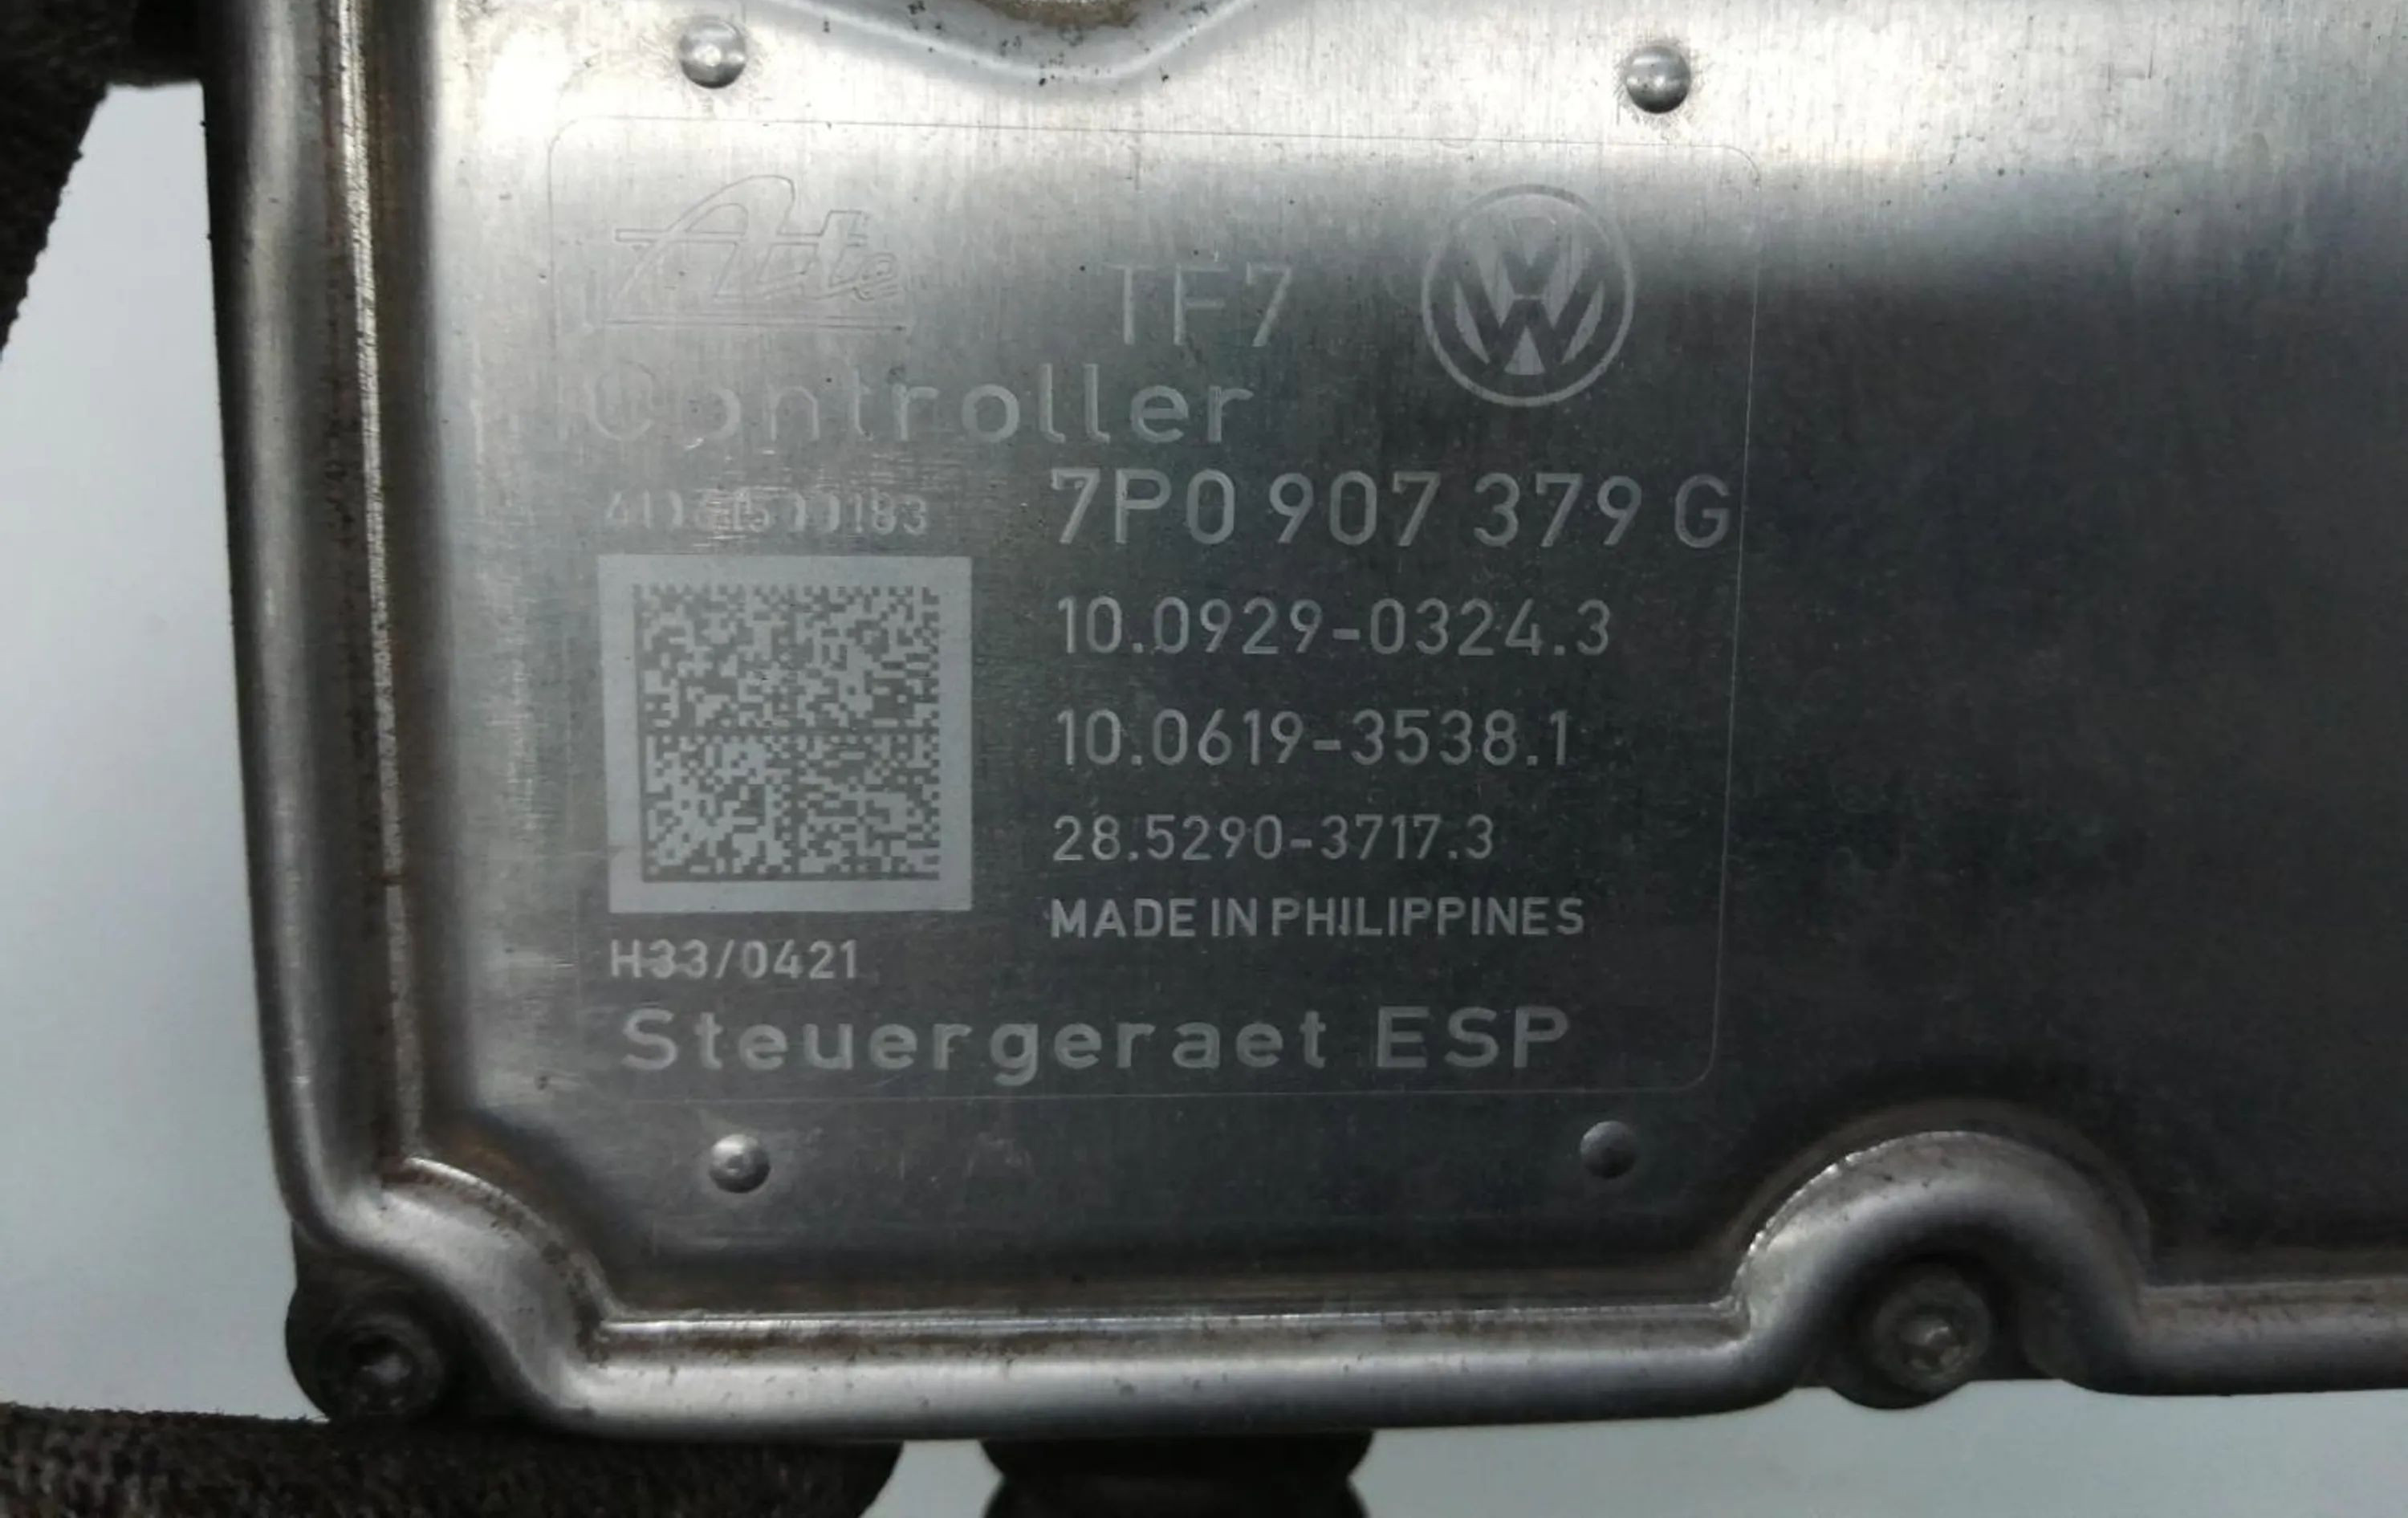 Ate TF7
Controller
7P0 907 379 G
10.0929-0324.3
10.0619-3538.1
28.5290-3717.3
MADE IN PHILIPPINES
H33/0421
Steuergeraet ESP